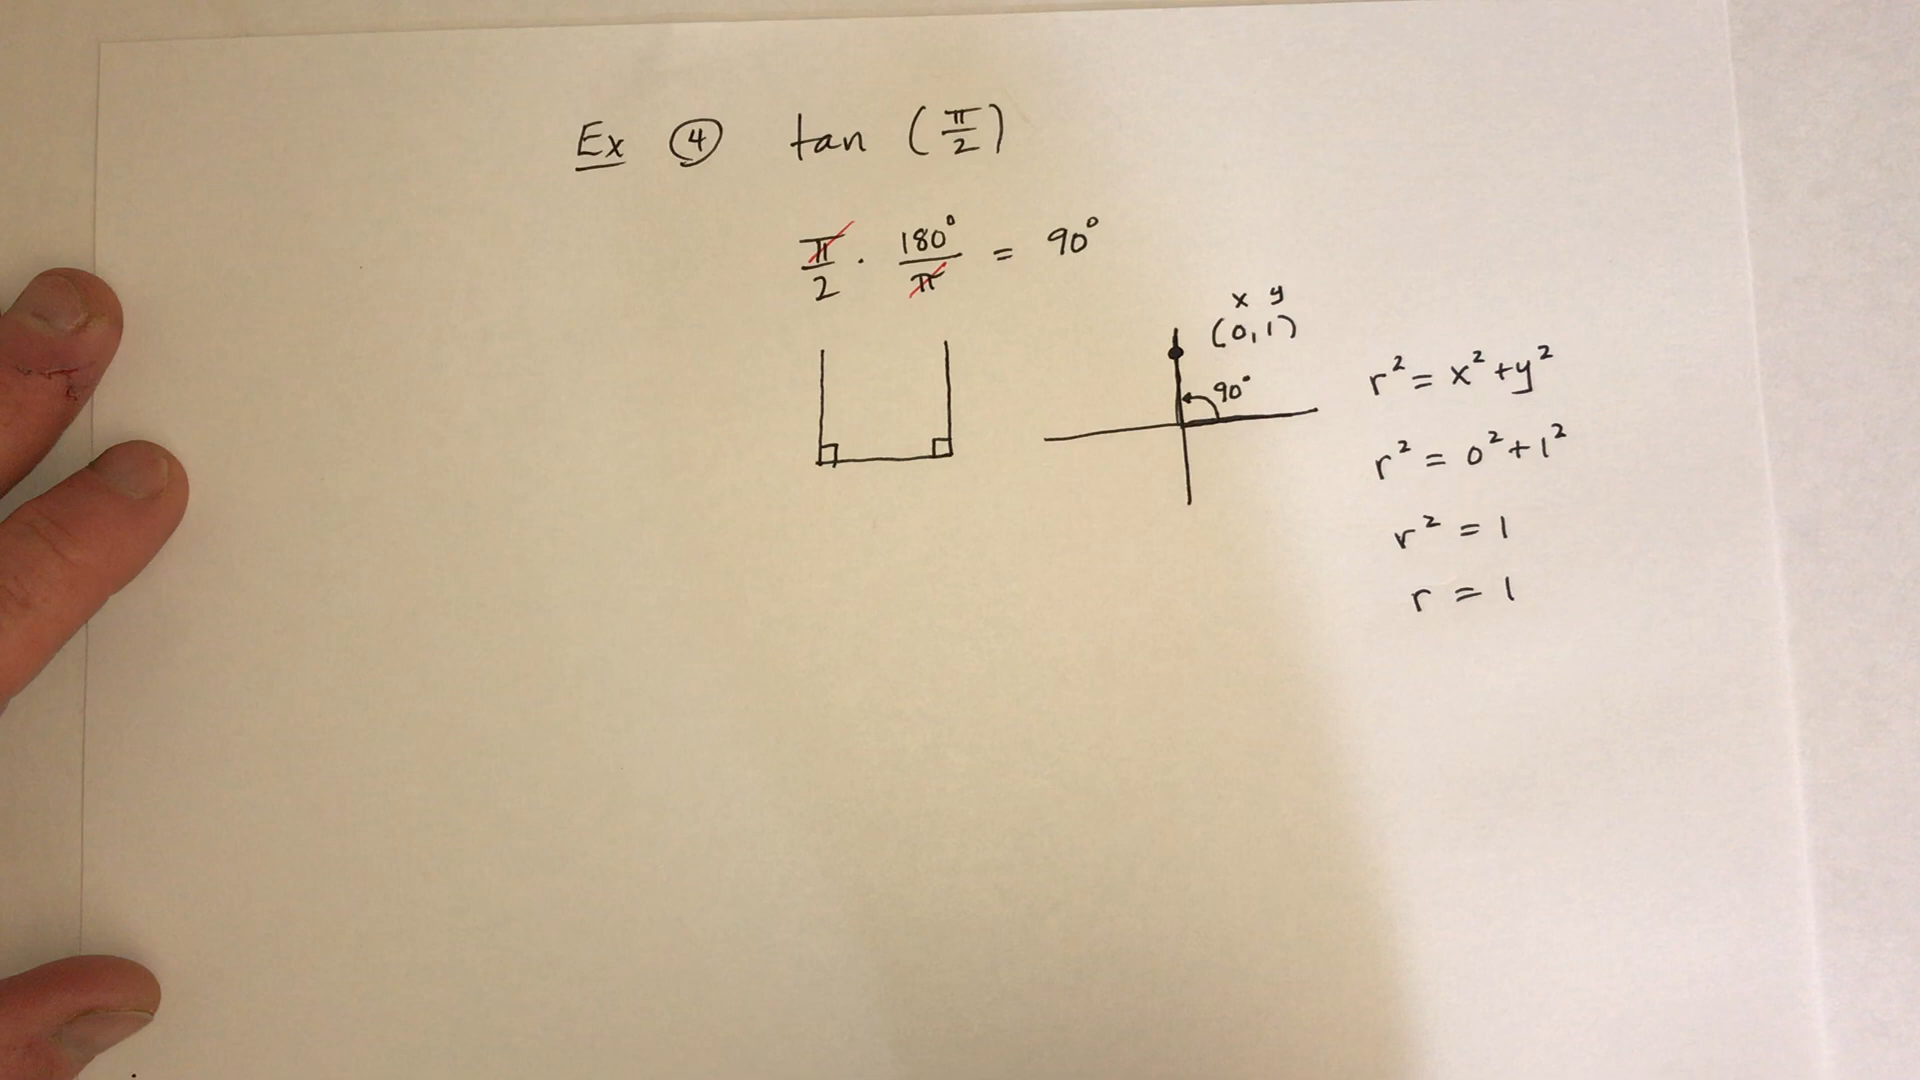 Ex ④ tan (π/2)
π/2 · 180°/π = 90°
x y
(0,1)
90°
r² = x² + y²
r² = 0² + 1²
r² = 1
r = 1